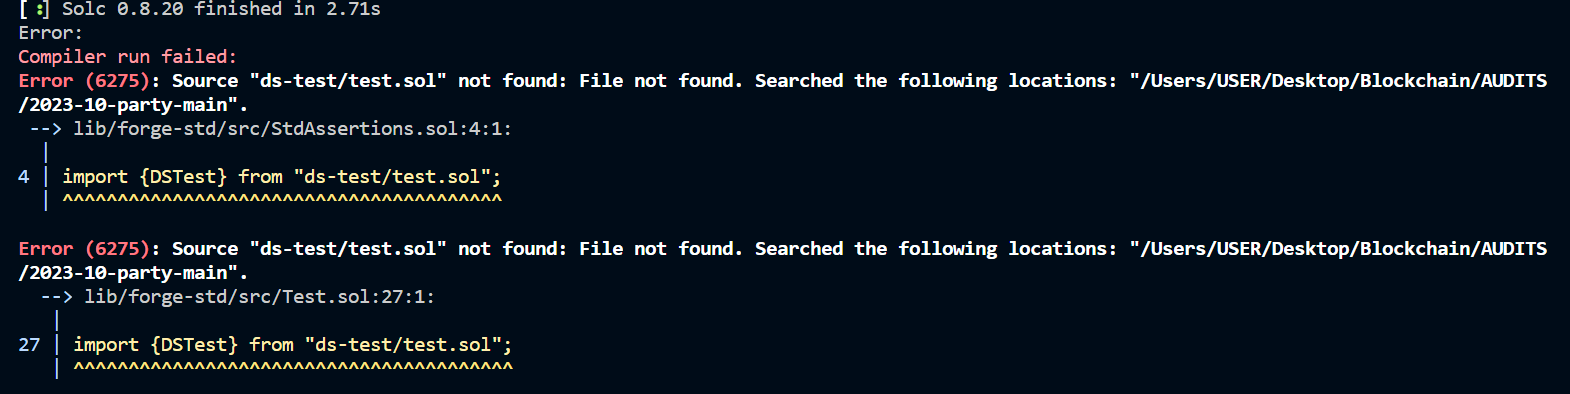 [⠰] Solc 0.8.20 finished in 2.71s
Error:
Compiler run failed:
Error (6275): Source "ds-test/test.sol" not found: File not found. Searched the following locations: "/Users/USER/Desktop/Blockchain/AUDITS
/2023-10-party-main".
 --> lib/forge-std/src/StdAssertions.sol:4:1:
  |
4 | import {DSTest} from "ds-test/test.sol";
  | ^^^^^^^^^^^^^^^^^^^^^^^^^^^^^^^^^^^^^^^^
Error (6275): Source "ds-test/test.sol" not found: File not found. Searched the following locations: "/Users/USER/Desktop/Blockchain/AUDITS
/2023-10-party-main".
  --> lib/forge-std/src/Test.sol:27:1:
   |
27 | import {DSTest} from "ds-test/test.sol";
   | ^^^^^^^^^^^^^^^^^^^^^^^^^^^^^^^^^^^^^^^^